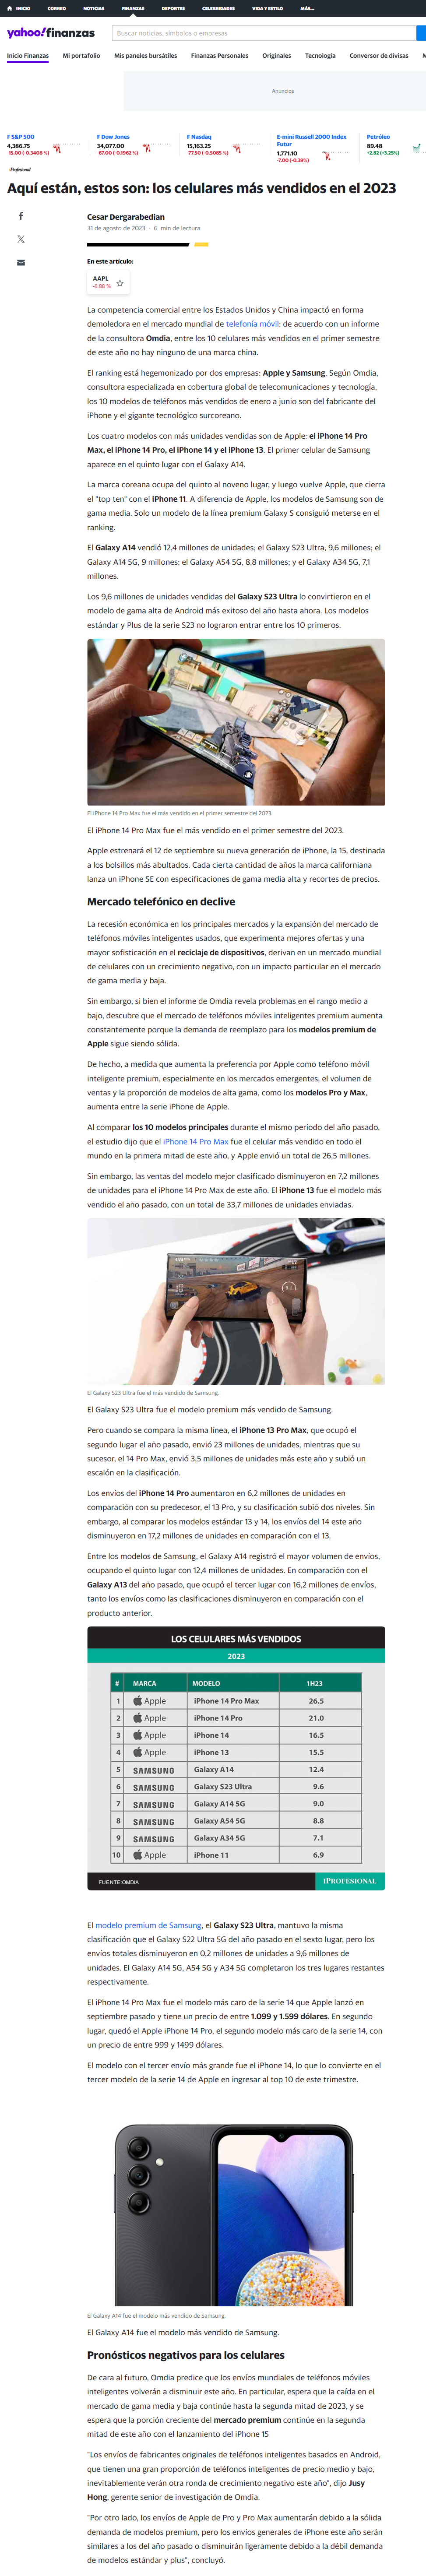 INICIO CORREO NOTICIAS FINANZAS DEPORTES CELEBRIDADES VIDA Y ESTILO MÁS...
yahoo!finanzas
Buscar noticias, símbolos o empresas
Inicio Finanzas Mi portafolio Mis paneles bursátiles Finanzas Personales Originales Tecnología Conversor de divisas M
Anuncios
F S&P 500
4,386.75
-15.00 (-0.3408 %)
F Dow Jones
34,077.00
-67.00 (-0.1962 %)
F Nasdaq
15,163.25
-77.50 (-0.5085 %)
E-mini Russell 2000 Index
Futur
1,771.10
-7.00 (-0.39%)
Petróleo
89.48
+2.82 (+3.25%)
iProfesional
Aquí están, estos son: los celulares más vendidos en el 2023
Cesar Dergarabedian
31 de agosto de 2023 · 6 min de lectura
En este artículo:
AAPL
-0.55 %
La competencia comercial entre los Estados Unidos y China impactó en forma
demoledora en el mercado mundial de telefonía móvil: de acuerdo con un informe
de la consultora Omdia, entre los 10 celulares más vendidos en el primer semestre
de este año no hay ninguno de una marca china.
El ranking está hegemonizado por dos empresas: Apple y Samsung. Según Omdia,
consultora especializada en cobertura global de telecomunicaciones y tecnología,
los 10 modelos de teléfonos más vendidos de enero a junio son del fabricante del
iPhone y el gigante tecnológico surcoreano.
Los cuatro modelos con más unidades vendidas son de Apple: el iPhone 14 Pro
Max, el iPhone 14 Pro, el iPhone 14 y el iPhone 13. El primer celular de Samsung
aparece en el quinto lugar con el Galaxy A14.
La marca coreana ocupa del quinto al noveno lugar, y luego vuelve Apple, que cierra
el "top ten" con el iPhone 11. A diferencia de Apple, los modelos de Samsung son de
gama media. Solo un modelo de la línea premium Galaxy S consiguió meterse en el
ranking.
El Galaxy A14 vendió 12,4 millones de unidades; el Galaxy S23 Ultra, 9,6 millones; el
Galaxy A14 5G, 9 millones; el Galaxy A54 5G, 8,8 millones; y el Galaxy A34 5G, 7,1
millones.
Los 9,6 millones de unidades vendidas del Galaxy S23 Ultra lo convirtieron en el
modelo de gama alta de Android más exitoso del año hasta ahora. Los modelos
estándar y Plus de la serie S23 no lograron entrar entre los 10 primeros.
El iPhone 14 Pro Max fue el más vendido en el primer semestre del 2023.
El iPhone 14 Pro Max fue el más vendido en el primer semestre del 2023.
Apple estrenará el 12 de septiembre su nueva generación de iPhone, la 15, destinada
a los bolsillos más abultados. Cada cierta cantidad de años la marca californiana
lanza un iPhone SE con especificaciones de gama media alta y recortes de precios.
Mercado telefónico en declive
La recesión económica en los principales mercados y la expansión del mercado de
teléfonos móviles inteligentes usados, que experimenta mejores ofertas y una
mayor sofisticación en el reciclaje de dispositivos, derivan en un mercado mundial
de celulares con crecimiento negativo, con un impacto particular en el mercado
de gama media y baja.
Sin embargo, si bien el informe de Omdia revela problemas en el rango medio a
bajo, descubre que el mercado de teléfonos móviles inteligentes premium aumenta
constantemente porque la demanda de reemplazo para los modelos premium de
Apple sigue siendo sólida.
De hecho, a medida que aumenta la preferencia por Apple como teléfono móvil
inteligente premium, especialmente en los mercados emergentes, el volumen de
ventas y la proporción de modelos de alta gama, como los modelos Pro y Max,
aumenta entre la serie iPhone de Apple.
Al comparar los 10 modelos principales durante el mismo período del año pasado,
el estudio dijo que el iPhone 14 Pro Max fue el celular más vendido en todo el
mundo en la primera mitad de este año, y Apple envió un total de 26,5 millones.
Sin embargo, las ventas del modelo mejor clasificado disminuyeron en 7,2 millones
de unidades para el iPhone 14 Pro Max de este año. El iPhone 13 fue el modelo más
vendido el año pasado, con un total de 33,7 millones de unidades enviadas.
El Galaxy S23 Ultra fue el más vendido de Samsung.
El Galaxy S23 Ultra fue el modelo premium más vendido de Samsung.
Pero cuando se compara la misma línea, el iPhone 13 Pro Max, que ocupó el
segundo lugar el año pasado, envió 23 millones de unidades, mientras que su
sucesor, el 14 Pro Max, envió 3,5 millones de unidades más este año y subió un
escalón en la clasificación.
Los envíos del iPhone 14 Pro aumentaron en 6,2 millones de unidades en
comparación con su predecesor, el 13 Pro, y su clasificación subió dos niveles. Sin
embargo, al comparar los modelos estándar 13 y 14, los envíos del 14 este año
disminuyeron en 17,2 millones de unidades en comparación con el 13.
Entre los modelos de Samsung, el Galaxy A14 registró el mayor volumen de envíos,
ocupando el quinto lugar con 12,4 millones de unidades. En comparación con el
Galaxy A13 del año pasado, que ocupó el tercer lugar con 16,2 millones de envíos,
tanto los envíos como las clasificaciones disminuyeron en comparación con el
producto anterior.
LOS CELULARES MÁS VENDIDOS
2023
# MARCA MODELO 1H23
1 Apple iPhone 14 Pro Max 26.5
2 Apple iPhone 14 Pro 21.0
3 Apple iPhone 14 16.5
4 Apple iPhone 13 15.5
5 SAMSUNG Galaxy A14 12.4
6 SAMSUNG Galaxy S23 Ultra 9.6
7 SAMSUNG Galaxy A14 5G 9.0
8 SAMSUNG Galaxy A54 5G 8.8
9 SAMSUNG Galaxy A34 5G 7.1
10 Apple iPhone 11 6.9
FUENTE:OMDIA IPROFESIONAL
El modelo premium de Samsung, el Galaxy S23 Ultra, mantuvo la misma
clasificación que el Galaxy S22 Ultra 5G del año pasado en el sexto lugar, pero los
envíos totales disminuyeron en 0,2 millones de unidades a 9,6 millones de
unidades. El Galaxy A14 5G, A54 5G y A34 5G completaron los tres lugares restantes
respectivamente.
El iPhone 14 Pro Max fue el modelo más caro de la serie 14 que Apple lanzó en
septiembre pasado y tiene un precio de entre 1.099 y 1.599 dólares. En segundo
lugar, quedó el Apple iPhone 14 Pro, el segundo modelo más caro de la serie 14, con
un precio de entre 999 y 1499 dólares.
El modelo con el tercer envío más grande fue el iPhone 14, lo que lo convierte en el
tercer modelo de la serie 14 de Apple en ingresar al top 10 de este trimestre.
El Galaxy A14 fue el modelo más vendido de Samsung.
El Galaxy A14 fue el modelo más vendido de Samsung.
Pronósticos negativos para los celulares
De cara al futuro, Omdia predice que los envíos mundiales de teléfonos móviles
inteligentes volverán a disminuir este año. En particular, espera que la caída en el
mercado de gama media y baja continúe hasta la segunda mitad de 2023, y se
espera que la porción creciente del mercado premium continúe en la segunda
mitad de este año con el lanzamiento del iPhone 15
"Los envíos de fabricantes originales de teléfonos inteligentes basados en Android,
que tienen una gran proporción de teléfonos inteligentes de precio medio y bajo,
inevitablemente verán otra ronda de crecimiento negativo este año", dijo Jusy
Hong, gerente senior de investigación de Omdia.
"Por otro lado, los envíos de Apple de Pro y Pro Max aumentarán debido a la sólida
demanda de modelos premium, pero los envíos generales de iPhone este año serán
similares a los del año pasado o disminuirán ligeramente debido a la débil demanda
de modelos estándar y plus", concluyó.